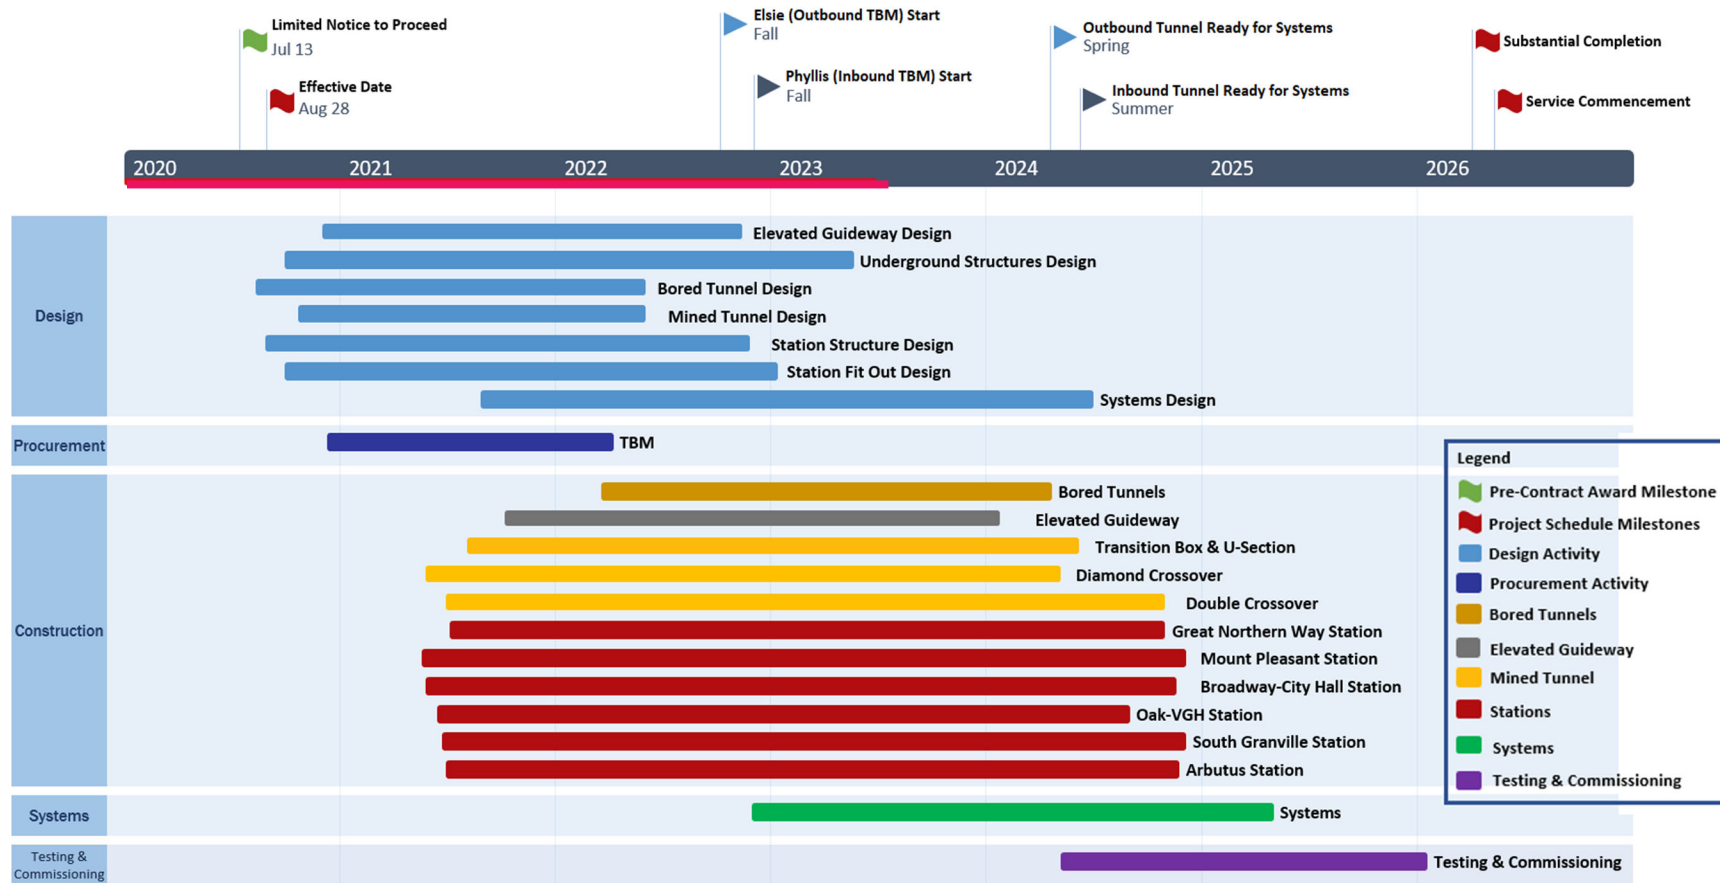 Limited Notice to Proceed
Jul 13
Effective Date
Aug 28
Elsie (Outbound TBM) Start
Fall
Phyllis (Inbound TBM) Start
Fall
Outbound Tunnel Ready for Systems
Spring
Inbound Tunnel Ready for Systems
Summer
Substantial Completion
Service Commencement
2020 2021 2022 2023 2024 2025 2026
Design
Elevated Guideway Design
Underground Structures Design
Bored Tunnel Design
Mined Tunnel Design
Station Structure Design
Station Fit Out Design
Systems Design
Procurement
TBM
Construction
Bored Tunnels
Elevated Guideway
Transition Box & U-Section
Diamond Crossover
Double Crossover
Great Northern Way Station
Mount Pleasant Station
Broadway-City Hall Station
Oak-VGH Station
South Granville Station
Arbutus Station
Systems
Systems
Testing &
Commissioning
Testing & Commissioning
Legend
Pre-Contract Award Milestone
Project Schedule Milestones
Design Activity
Procurement Activity
Bored Tunnels
Elevated Guideway
Mined Tunnel
Stations
Systems
Testing & Commissioning